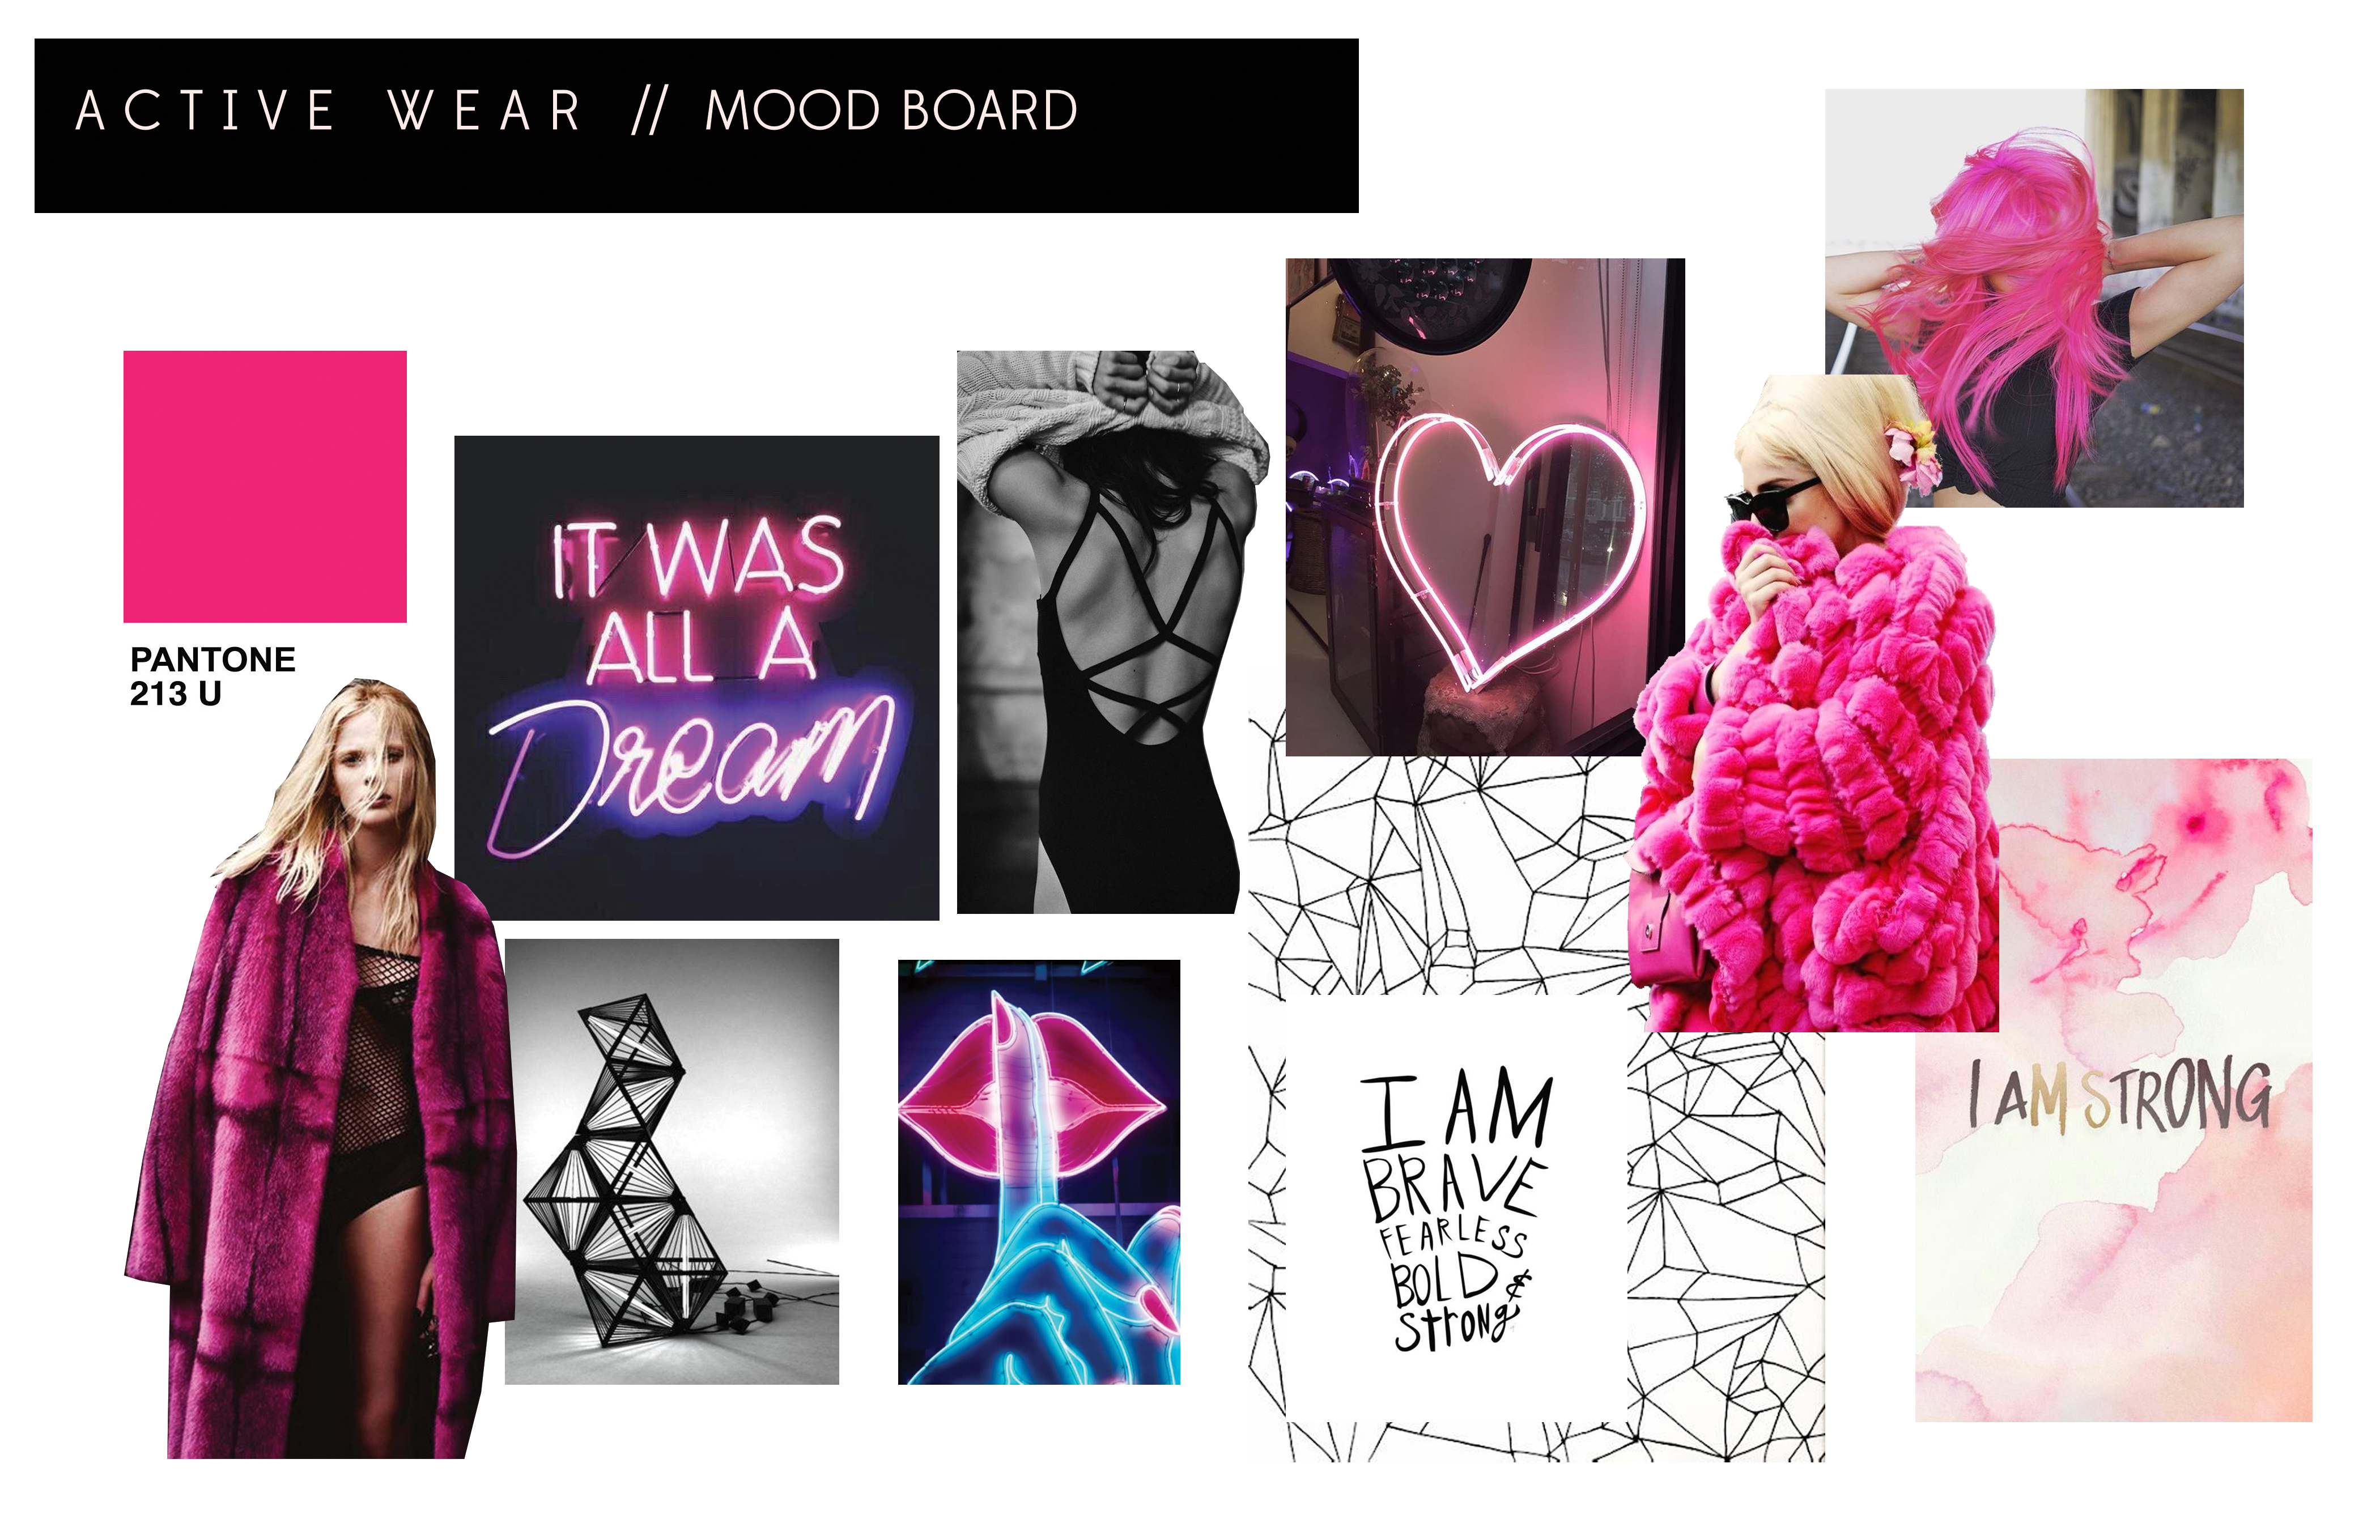 ACTIVE WEAR // MOOD BOARD
PANTONE
213 U
IT WAS
ALL A
Dream
I AM
BRAVE
FEARLESS
BOLD &
STRONG
I AM STRONG